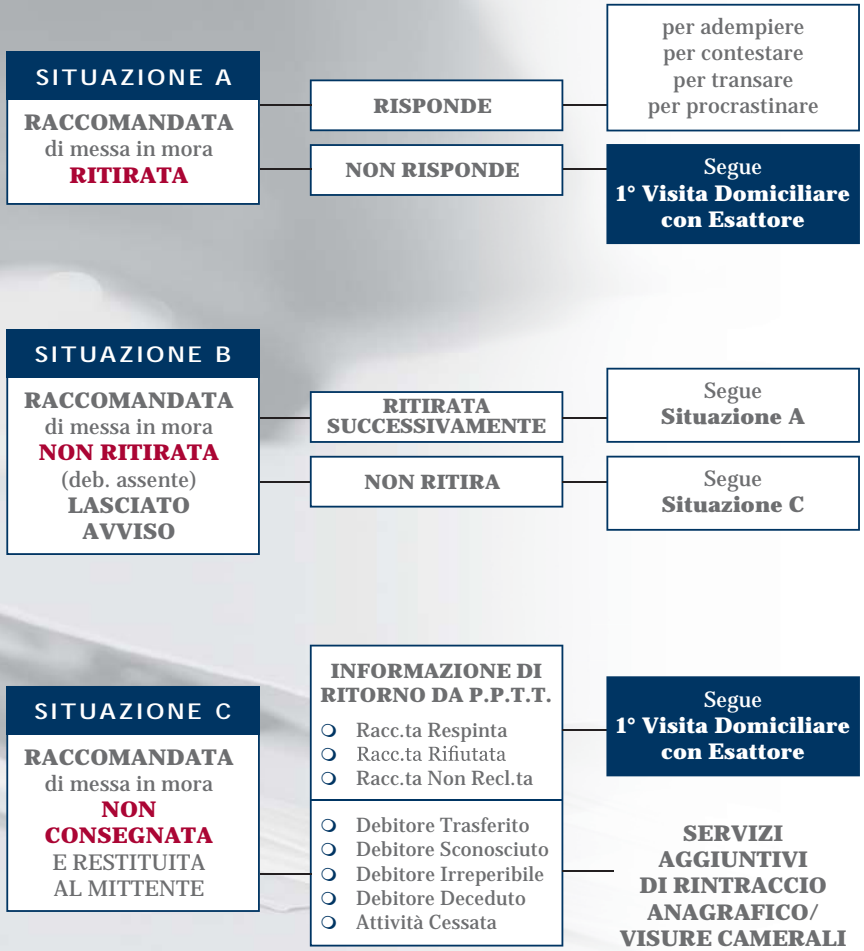 SITUAZIONE A
RACCOMANDATA
di messa in mora
RITIRATA
RISPONDE
per adempiere
per contestare
per transare
per procrastinare
NON RISPONDE
Segue
1° Visita Domiciliare
con Esattore
SITUAZIONE B
RACCOMANDATA
di messa in mora
NON RITIRATA
(deb. assente)
LASCIATO
AVVISO
RITIRATA
SUCCESSIVAMENTE
Segue
Situazione A
NON RITIRA
Segue
Situazione C
SITUAZIONE C
RACCOMANDATA
di messa in mora
NON
CONSEGNATA
E RESTITUITA
AL MITTENTE
INFORMAZIONE DI
RITORNO DA P.P.T.T.
Racc.ta Respinta
Racc.ta Rifiutata
Racc.ta Non Recl.ta
Segue
1° Visita Domiciliare
con Esattore
Debitore Trasferito
Debitore Sconosciuto
Debitore Irreperibile
Debitore Deceduto
Attività Cessata
SERVIZI
AGGIUNTIVI
DI RINTRACCIO
ANAGRAFICO/
VISURE CAMERALI